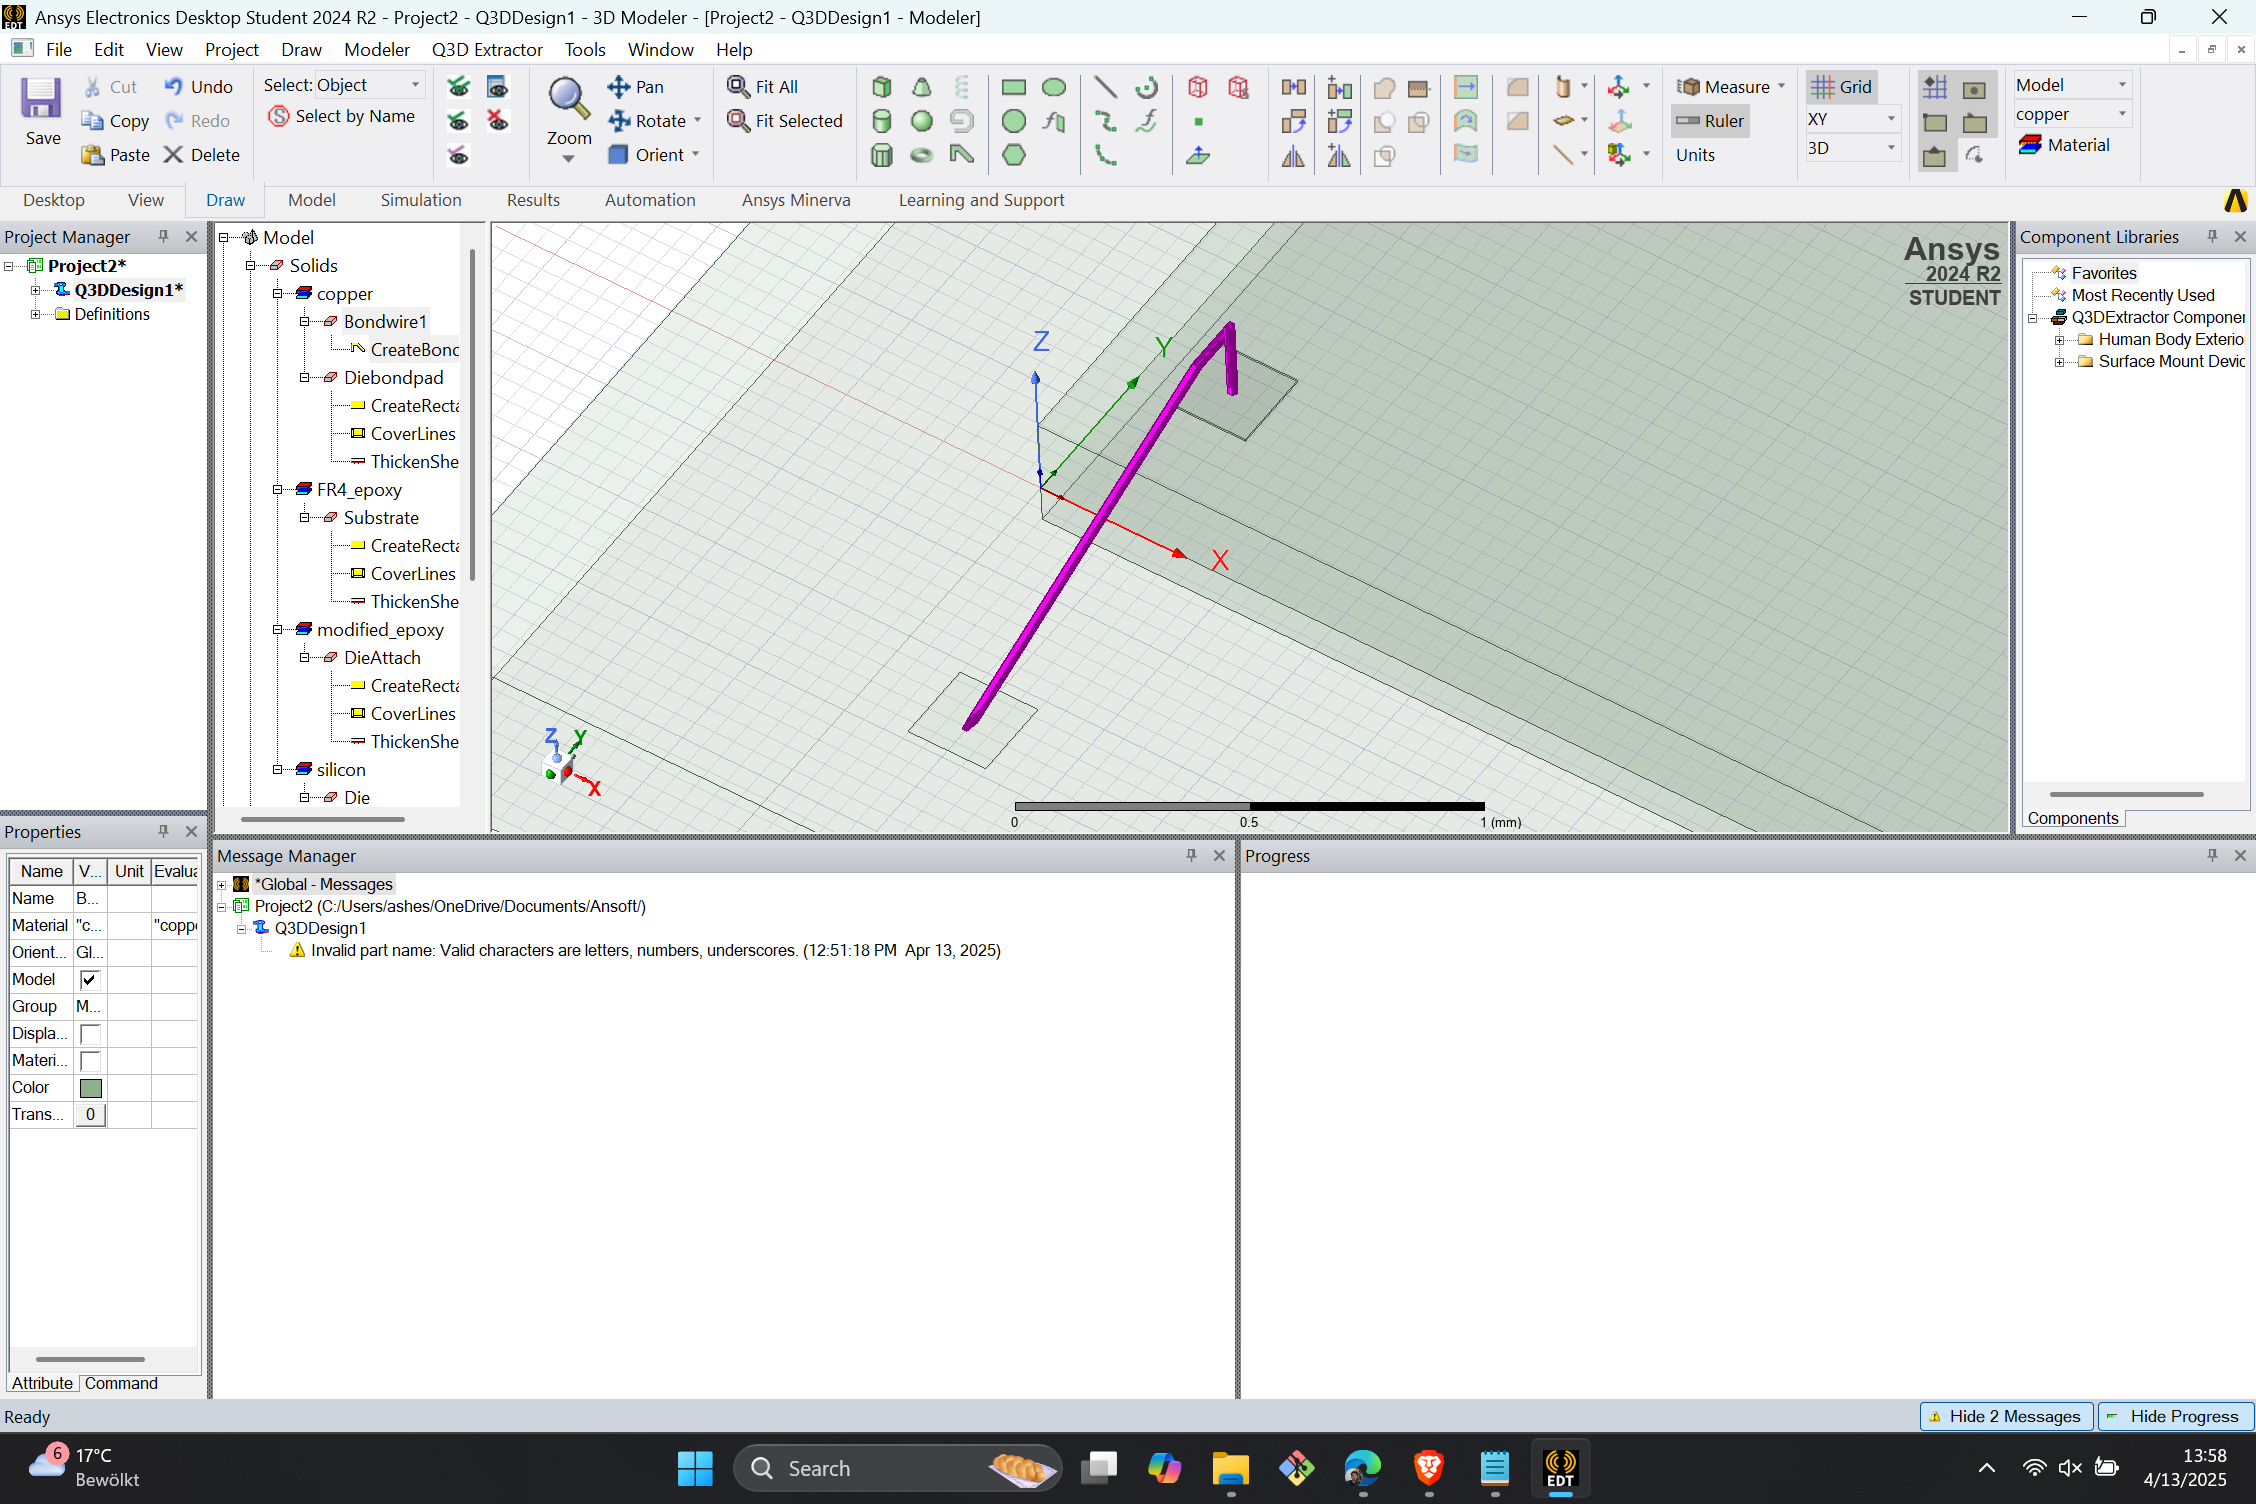 Ansys Electronics Desktop Student 2024 R2 - Project2 - Q3DDesign1 - 3D Modeler - [Project2 - Q3DDesign1 - Modeler]
File Edit View Project Draw Modeler Q3D Extractor Tools Window Help
Save
Cut
Copy
Paste
Undo
Redo
Delete
Select: Object
Select by Name
Zoom
Pan
Rotate
Orient
Fit All
Fit Selected
Measure
Ruler
Units
Grid
XY
3D
Model
copper
Material
Desktop View Draw Model Simulation Results Automation Ansys Minerva Learning and Support
Project Manager
Project2*
Q3DDesign1*
Definitions
Model
Solids
copper
Bondwire1
CreateBond
Diebondpad
CreateRecta
CoverLines
ThickenShe
FR4_epoxy
Substrate
CreateRecta
CoverLines
ThickenShe
modified_epoxy
DieAttach
CreateRecta
CoverLines
ThickenShe
silicon
Die
Ansys
2024 R2
STUDENT
Z
Y
X
Z
Y
X
0 0.5 1 (mm)
Component Libraries
Favorites
Most Recently Used
Q3DExtractor Componen
Human Body Exterio
Surface Mount Devic
Components
Properties
Name V... Unit Evalua
Name B...
Material "c... "coppe
Orient... Gl...
Model
Group M...
Displa...
Materi...
Color
Trans... 0
Attribute Command
Message Manager
*Global - Messages
Project2 (C:/Users/ashes/OneDrive/Documents/Ansoft/)
Q3DDesign1
Invalid part name: Valid characters are letters, numbers, underscores. (12:51:18 PM Apr 13, 2025)
Progress
Ready
Hide 2 Messages
Hide Progress
6
17°C
Bewölkt
Search
EDT
13:58
4/13/2025